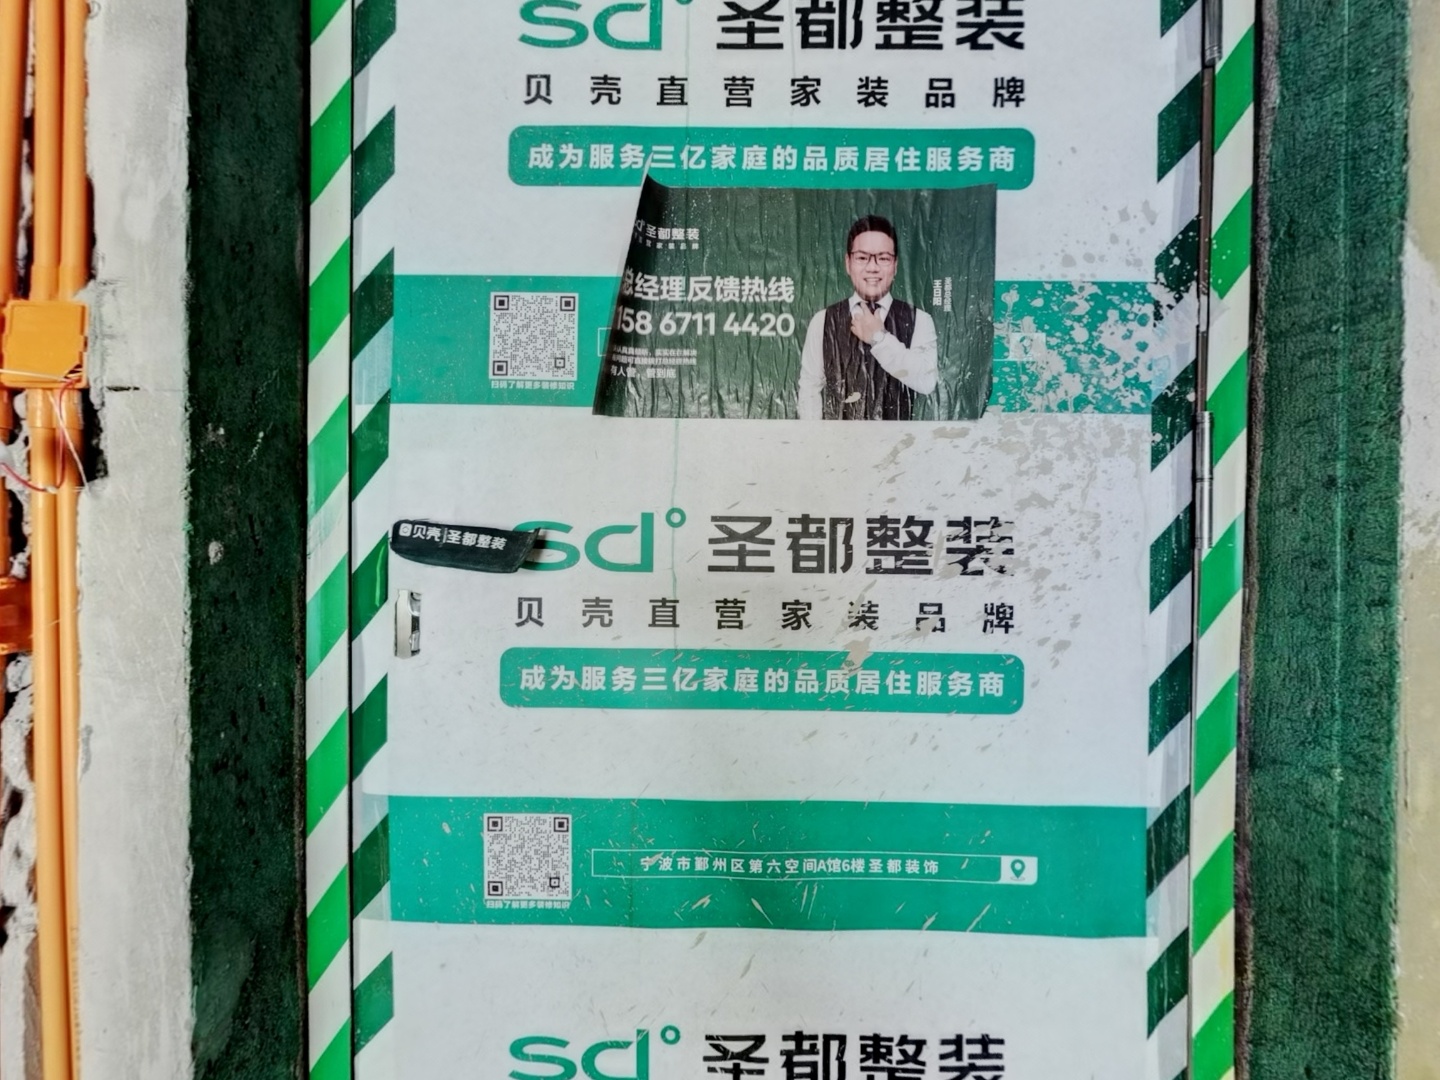 sd°圣都整装
贝壳直营家装品牌
成为服务三亿家庭的品质居住服务商
圣都整装
总经理反馈热线
158 6711 4420
王日阳
管到底
扫码了解更多装修知识
贝壳|圣都整装
sd°圣都整装
贝壳直营家装品牌
成为服务三亿家庭的品质居住服务商
宁波市鄞州区第六空间A馆6楼圣都装饰
扫码了解更多装修知识
sd°圣都整装